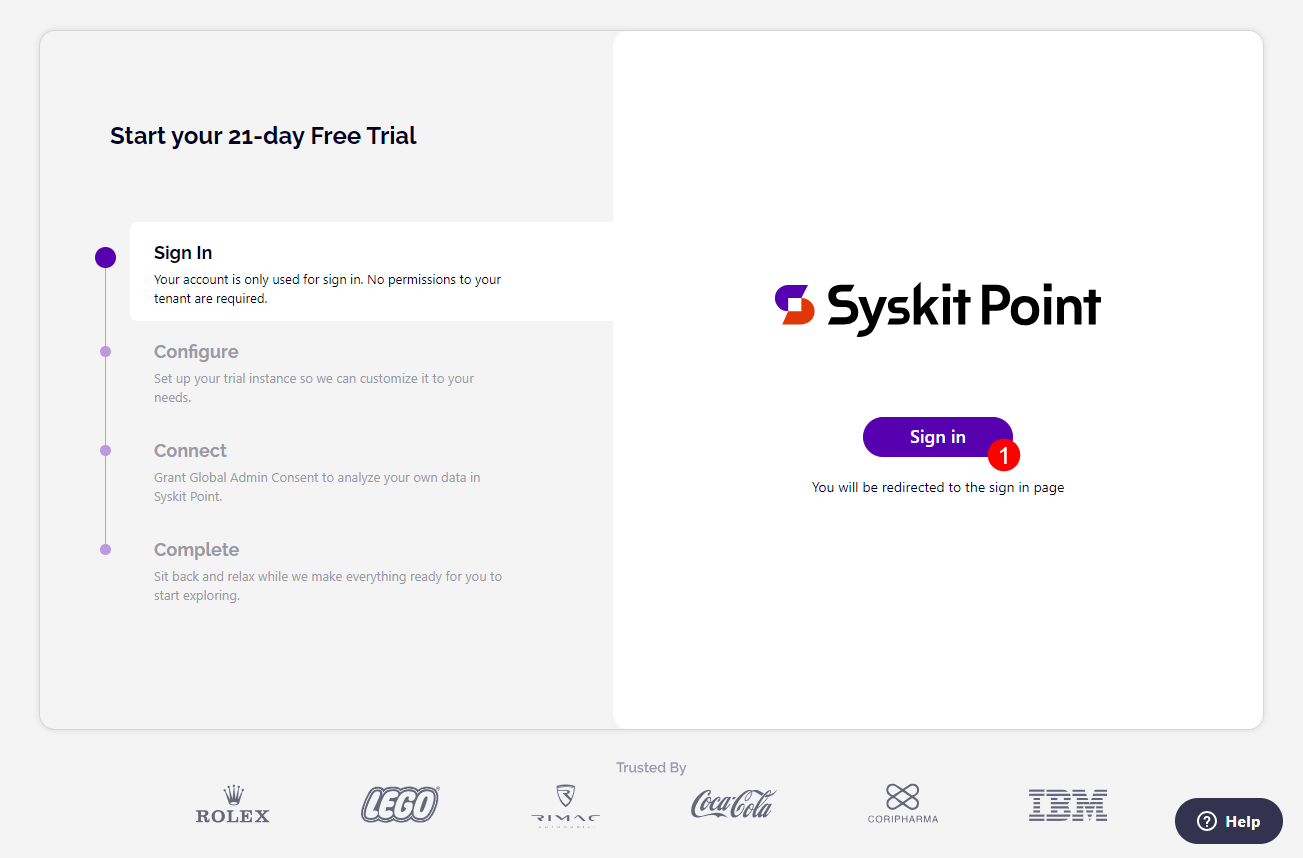 Start your 21-day Free Trial
Sign In
Your account is only used for sign in. No permissions to your
tenant are required.
Configure
Set up your trial instance so we can customize it to your
needs.
Connect
Grant Global Admin Consent to analyze your own data in
Syskit Point.
Complete
Sit back and relax while we make everything ready for you to
start exploring.
Syskit Point
Sign in
1
You will be redirected to the sign in page
Trusted By
ROLEX
LEGO
RIMAC
Coca-Cola
CORIPHARMA
IBM
Help